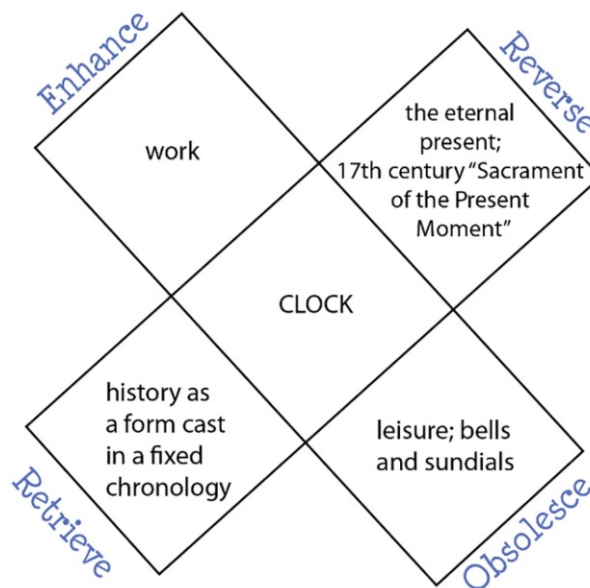 Enhance
Reverse
work
the eternal
present;
17th century “Sacrament
of the Present
Moment”
CLOCK
history as
a form cast
in a fixed
chronology
leisure; bells
and sundials
Retrieve
Obsolesce